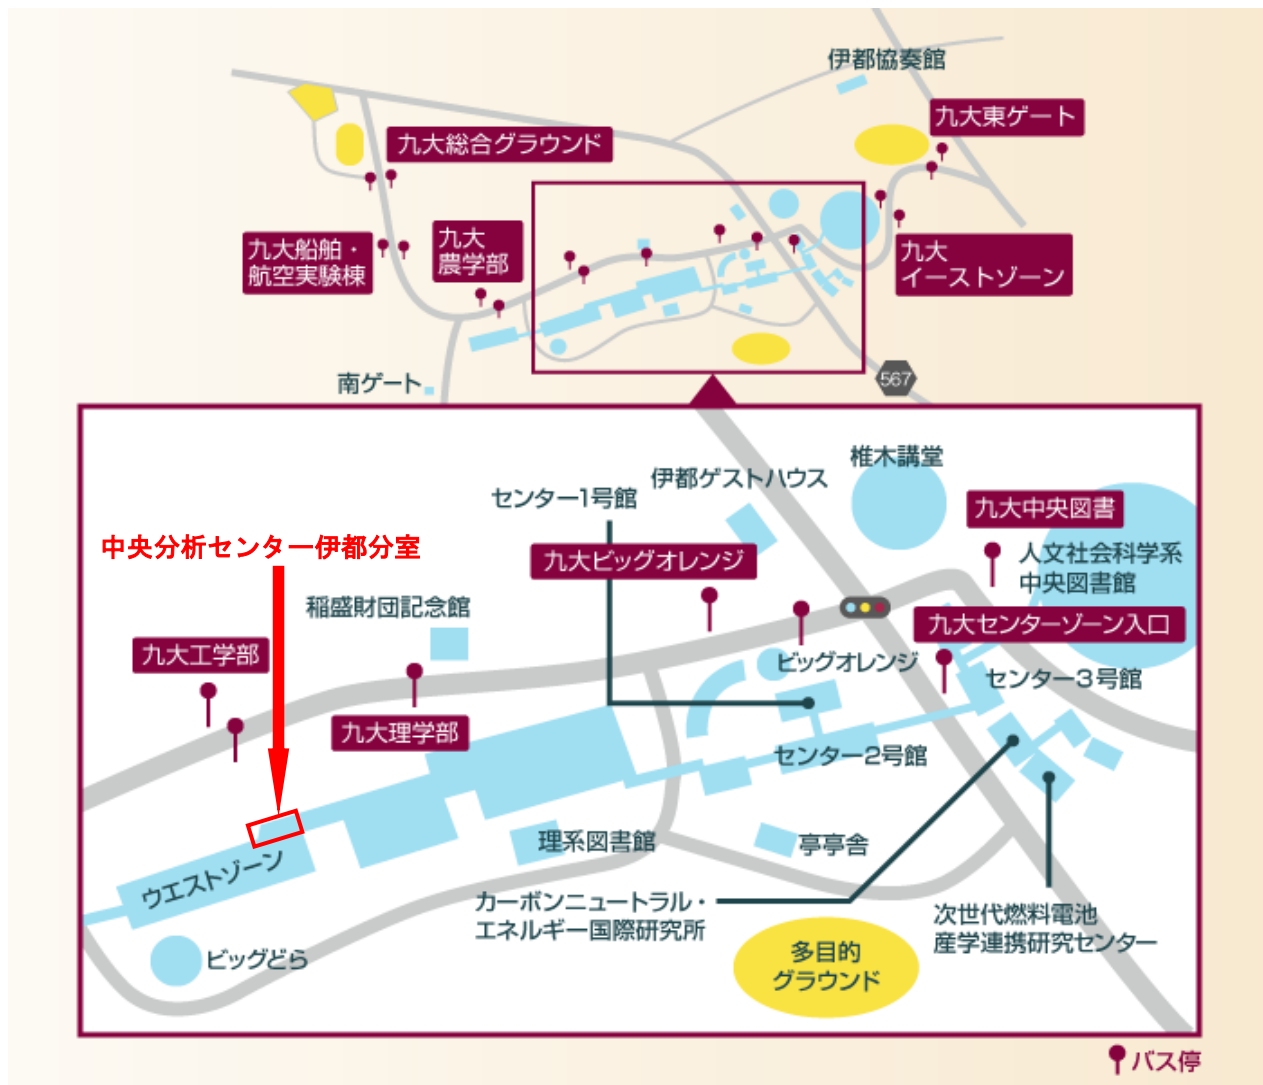 伊都協奏館
九大東ゲート
九大総合グラウンド
九大船舶・
航空実験棟
九大
農学部
九大
イーストゾーン
南ゲート
567
椎木講堂
伊都ゲストハウス
センター1号館
九大中央図書
九大ビッグオレンジ
人文社会科学系
中央図書館
中央分析センター伊都分室
稲盛財団記念館
九大センターゾーン入口
九大工学部
ビッグオレンジ
センター3号館
九大理学部
センター2号館
理系図書館
亭亭舎
ウエストゾーン
カーボンニュートラル・
エネルギー国際研究所
次世代燃料電池
産学連携研究センター
ビッグどら
多目的
グラウンド
バス停